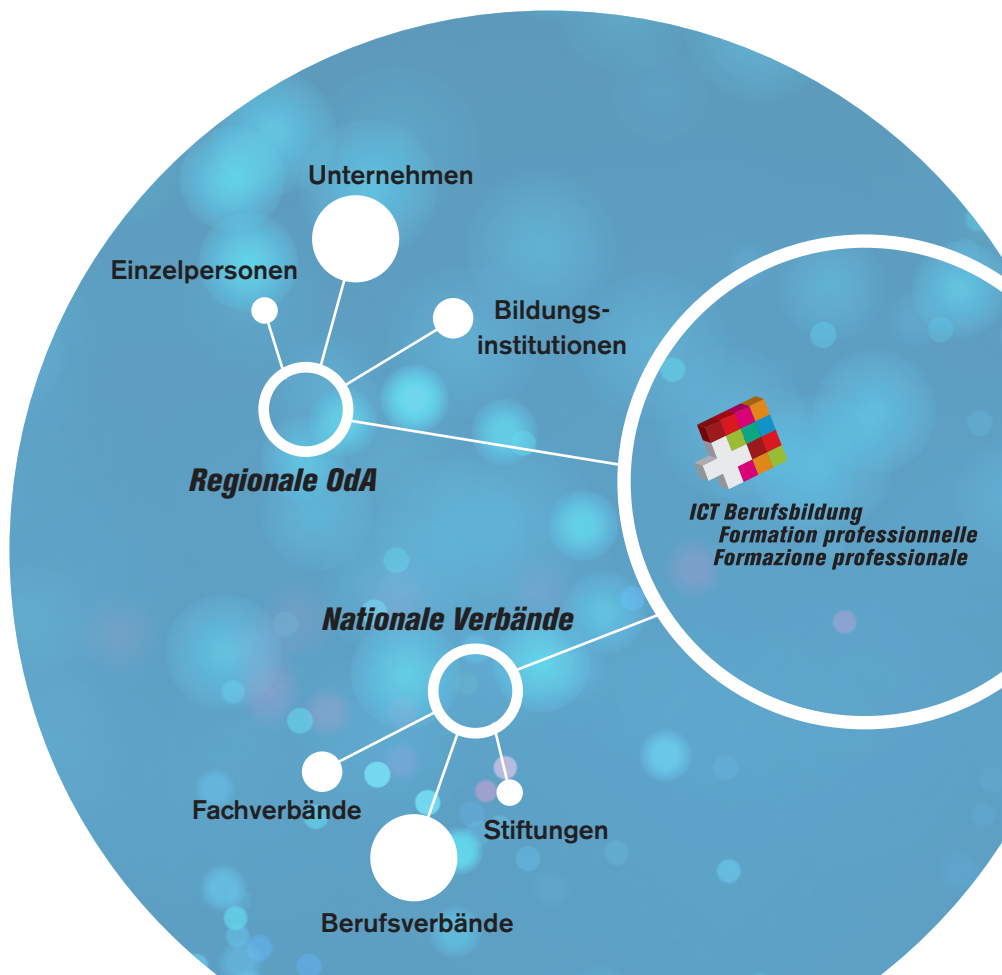 Unternehmen
Einzelpersonen
Bildungs-
institutionen
Regionale OdA
ICT Berufsbildung
Formation professionnelle
Formazione professionale
Nationale Verbände
Fachverbände
Stiftungen
Berufsverbände